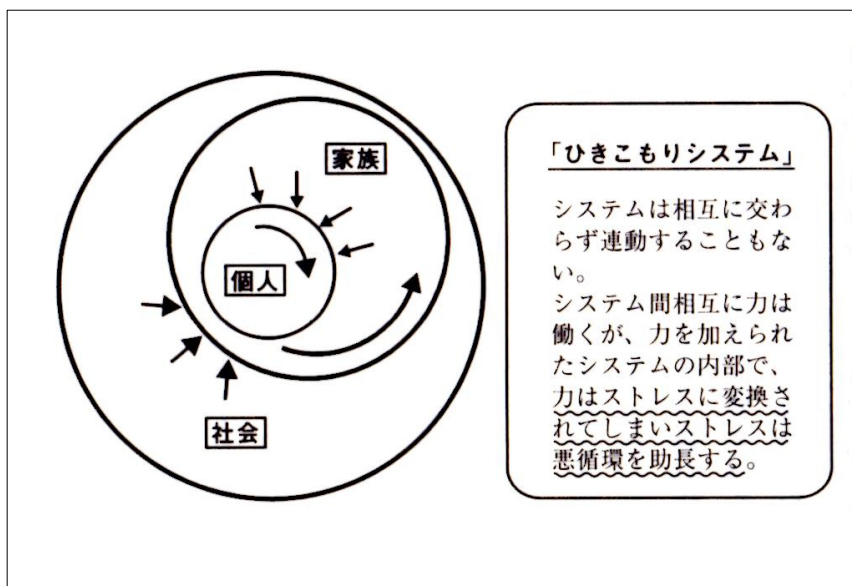 家族
個人
社会
「ひきこもりシステム」
システムは相互に交わ
らず連動することもな
い。
システム間相互に力は
働くが、力を加えられ
たシステムの内部で、
力はストレスに変換さ
れてしまいストレスは
悪循環を助長する。